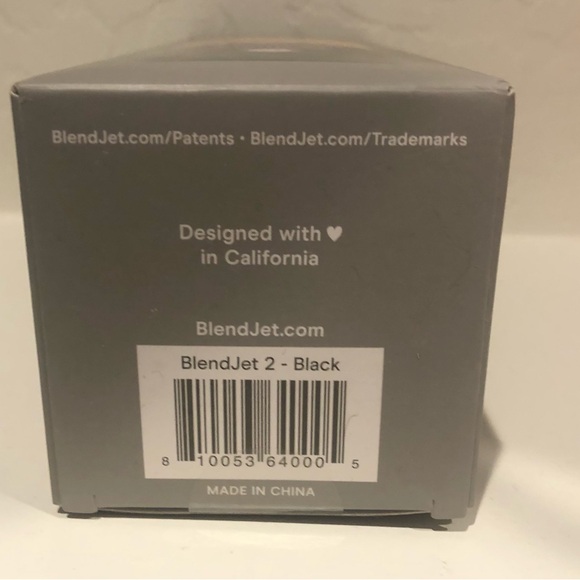 BlendJet.com/Patents • BlendJet.com/Trademarks
Designed with ♥
in California
BlendJet.com
BlendJet 2 - Black
8 10053 64000 5
MADE IN CHINA